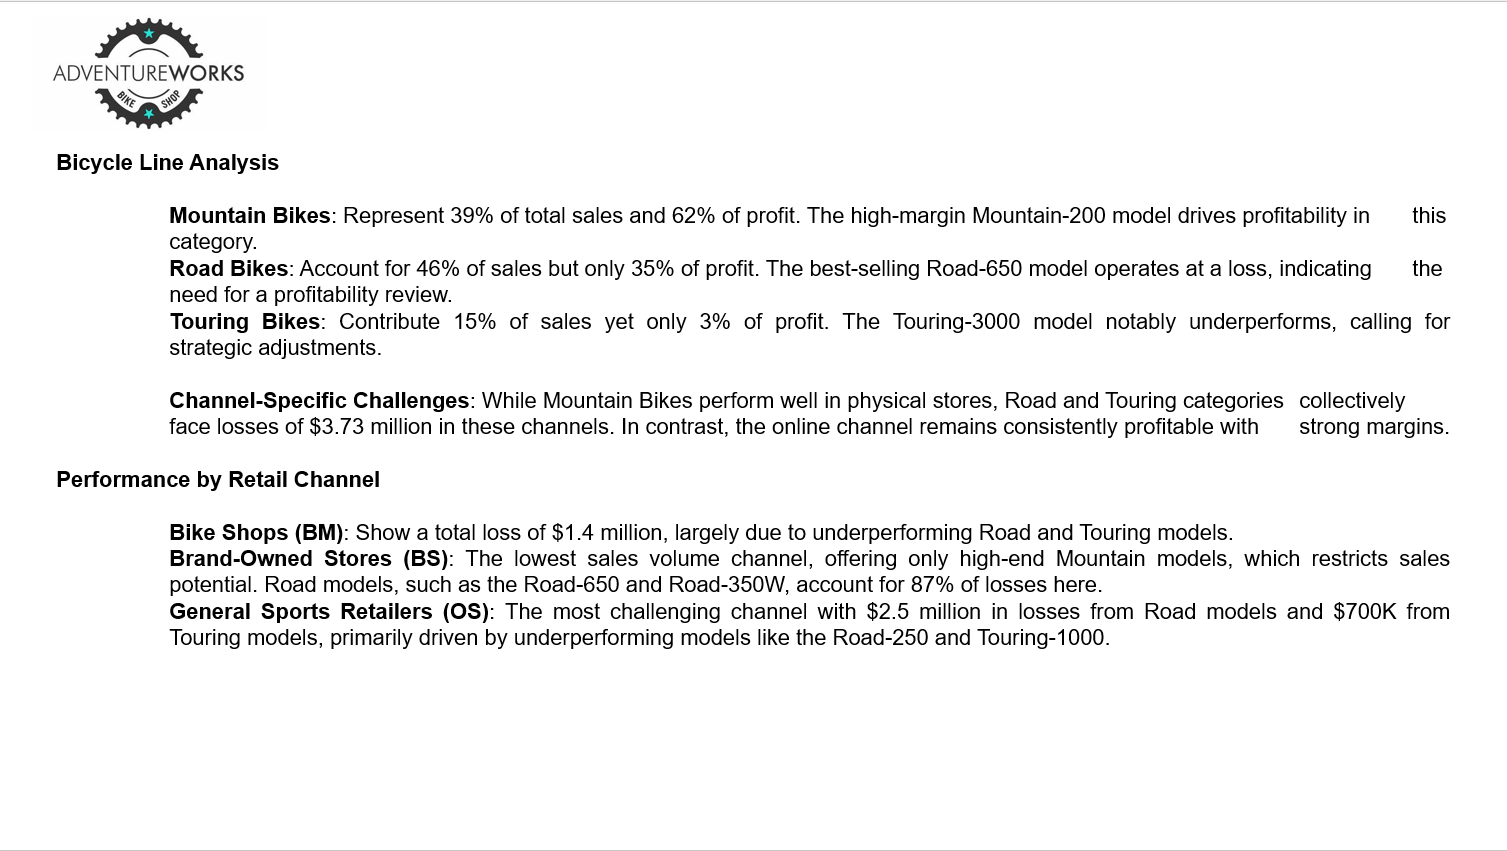 ADVENTUREWORKS
BIKE SHOP
Bicycle Line Analysis
Mountain Bikes: Represent 39% of total sales and 62% of profit. The high-margin Mountain-200 model drives profitability in this
category.
Road Bikes: Account for 46% of sales but only 35% of profit. The best-selling Road-650 model operates at a loss, indicating the
need for a profitability review.
Touring Bikes: Contribute 15% of sales yet only 3% of profit. The Touring-3000 model notably underperforms, calling for
strategic adjustments.
Channel-Specific Challenges: While Mountain Bikes perform well in physical stores, Road and Touring categories collectively
face losses of $3.73 million in these channels. In contrast, the online channel remains consistently profitable with strong margins.
Performance by Retail Channel
Bike Shops (BM): Show a total loss of $1.4 million, largely due to underperforming Road and Touring models.
Brand-Owned Stores (BS): The lowest sales volume channel, offering only high-end Mountain models, which restricts sales
potential. Road models, such as the Road-650 and Road-350W, account for 87% of losses here.
General Sports Retailers (OS): The most challenging channel with $2.5 million in losses from Road models and $700K from
Touring models, primarily driven by underperforming models like the Road-250 and Touring-1000.